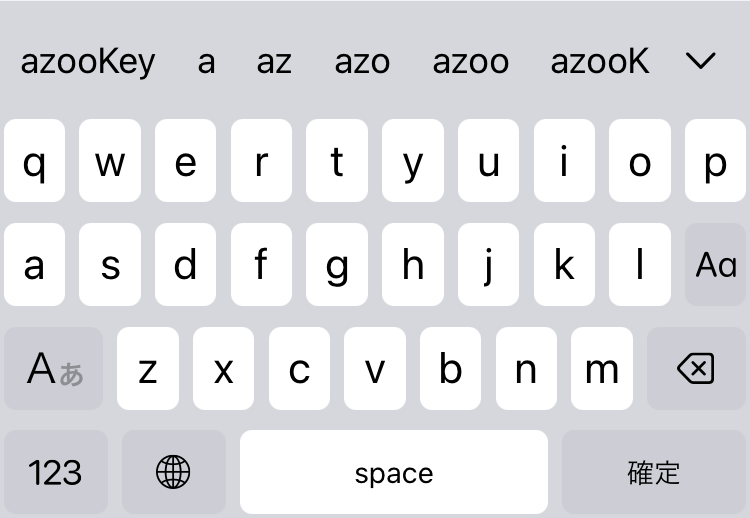 azooKey a az azo azoo azooK
q w e r t y u i o p
a s d f g h j k l Aa
Aあ z x c v b n m
123 space 確定